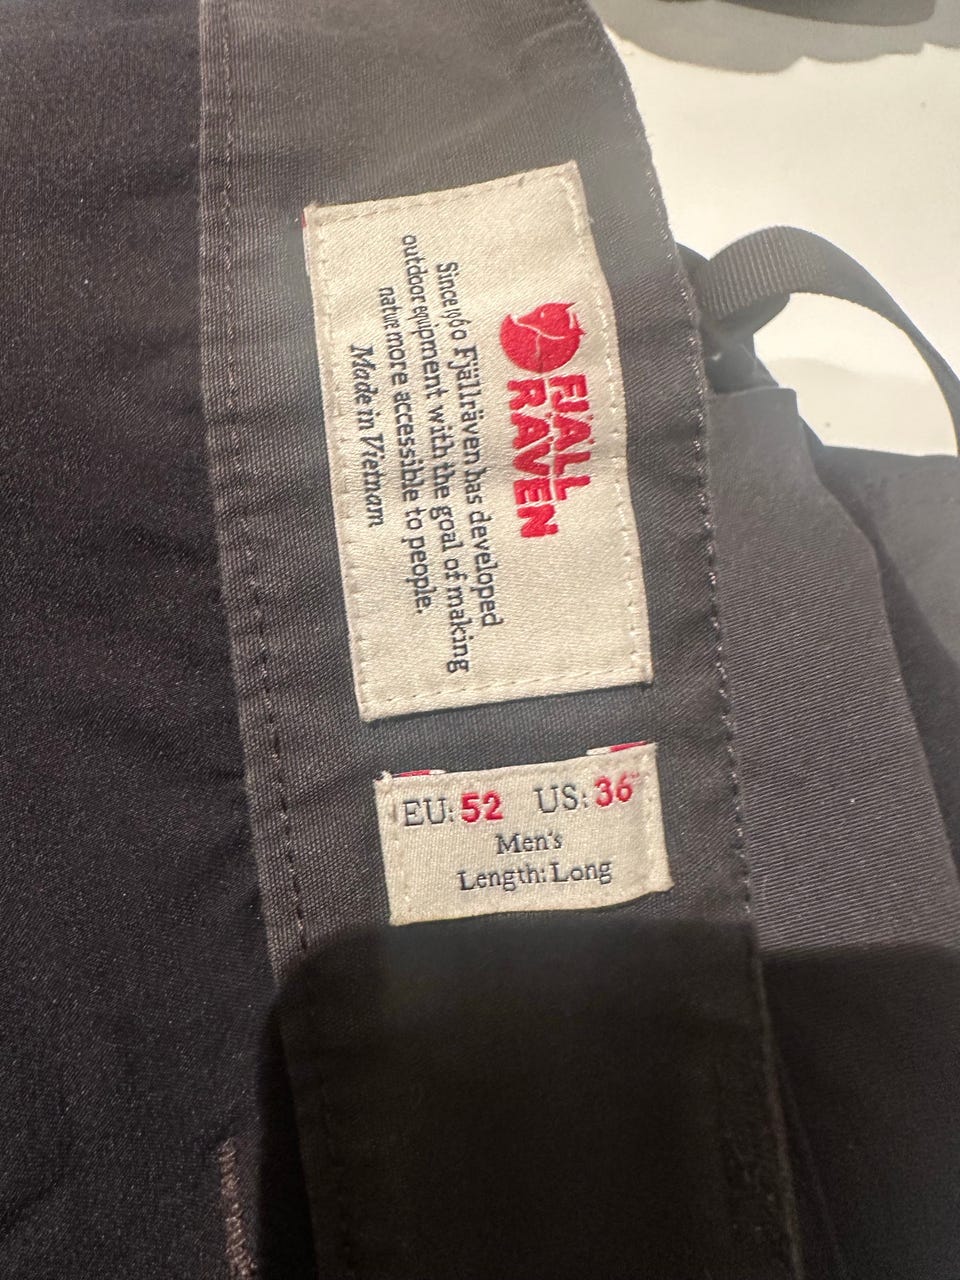 FJÄLL
RÄVEN
Since 1960 Fjällräven has developed
outdoor equipment with the goal of making
nature more accessible to people.
Made in Vietnam
EU: 52 US: 36"
Men's
Length: Long